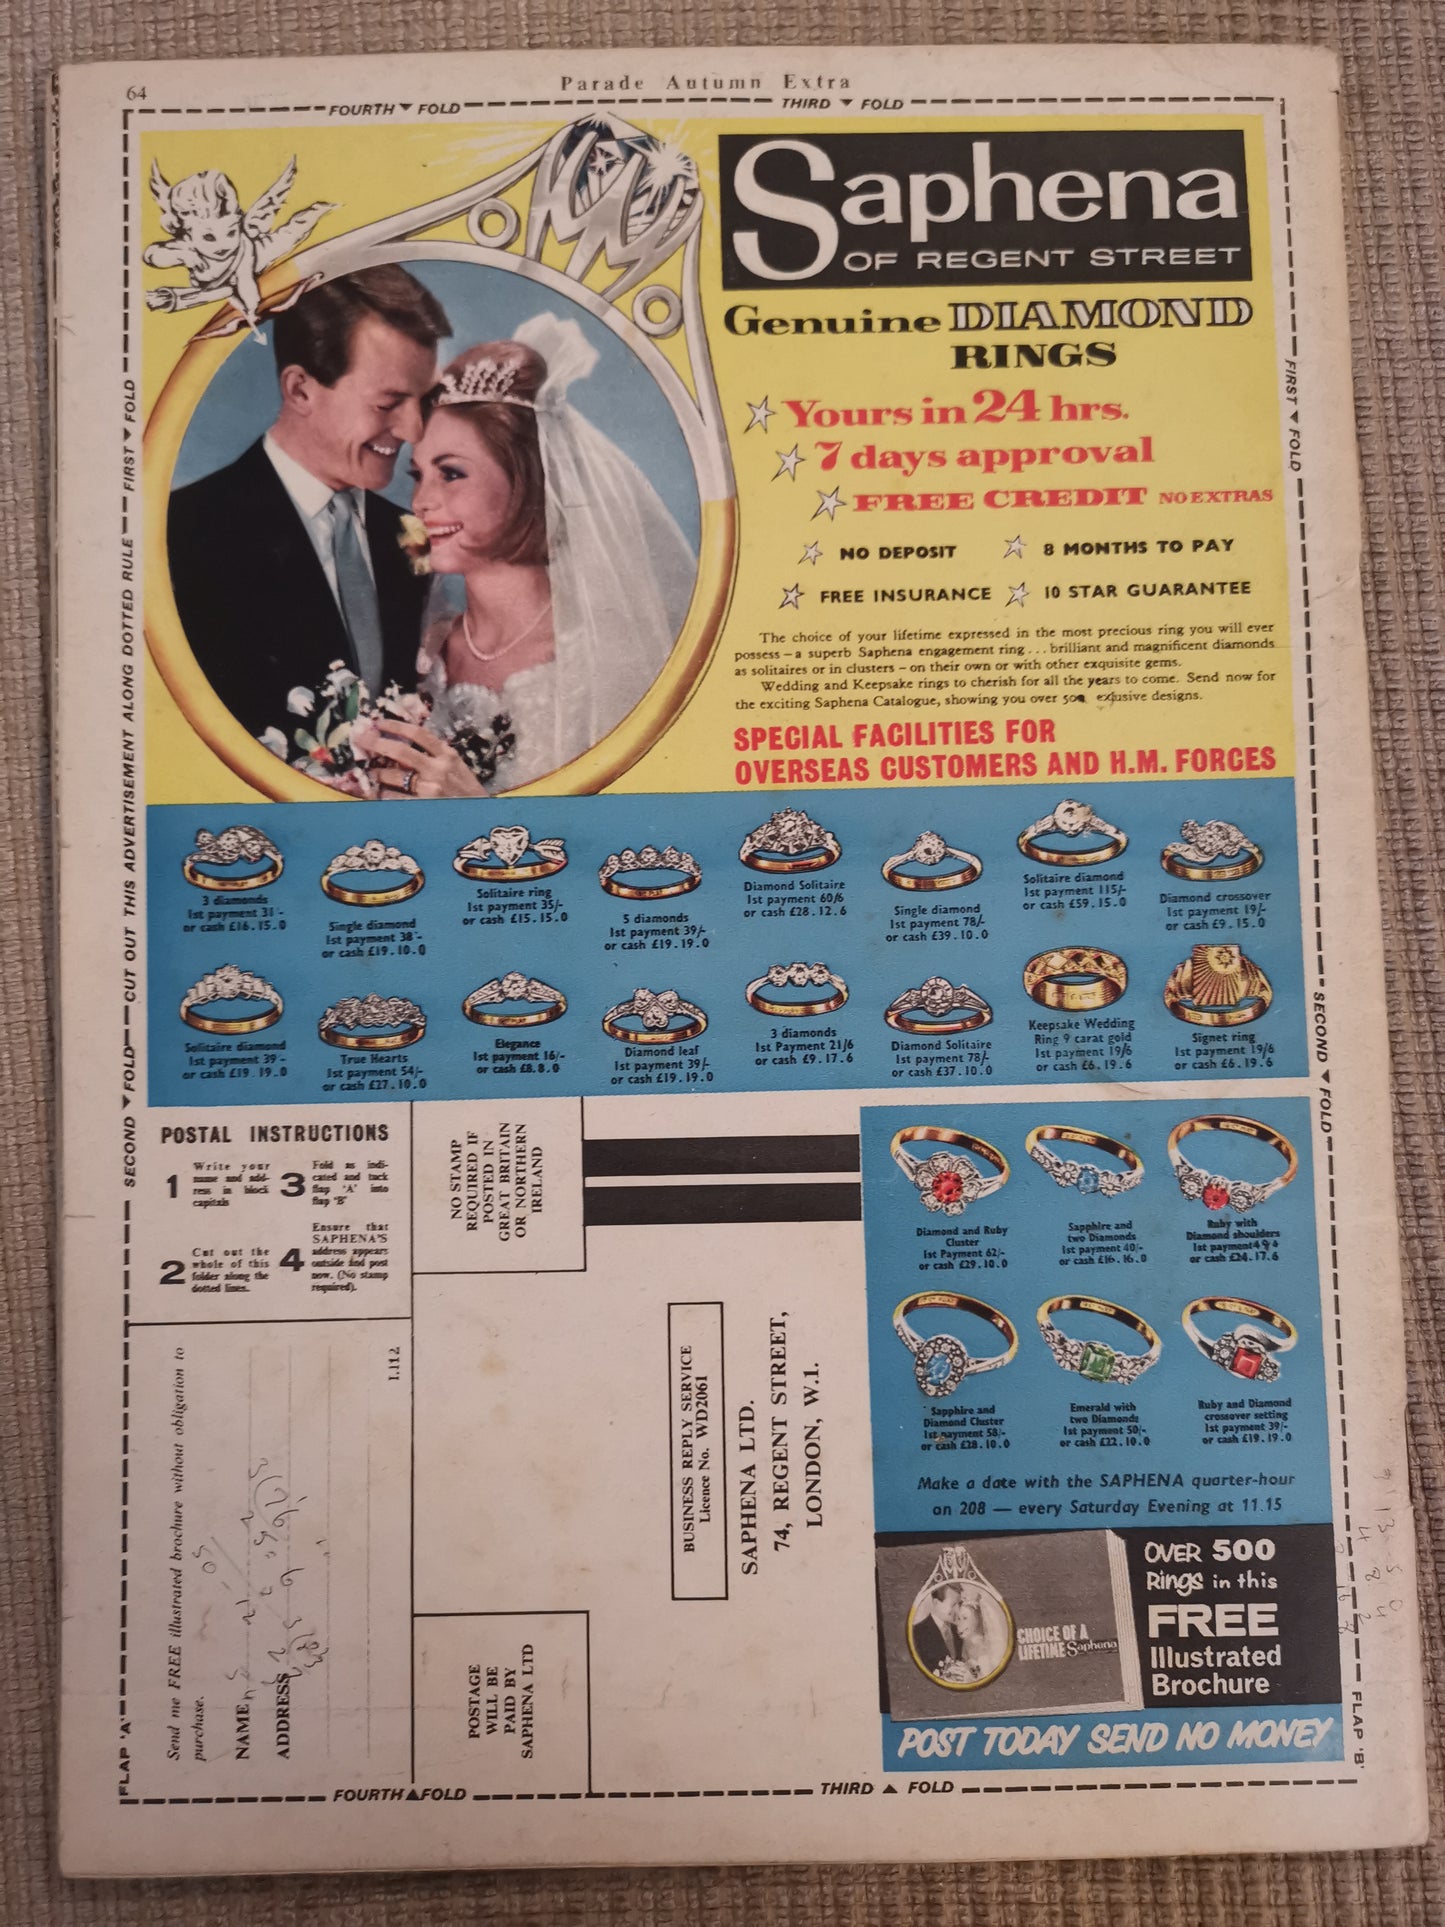 64
Parade Autumn Extra
FOURTH FOLD
THIRD FOLD
Saphena
OF REGENT STREET
Genuine DIAMOND
RINGS
Yours in 24 hrs.
7 days approval
FREE CREDIT NO EXTRAS
NO DEPOSIT
8 MONTHS TO PAY
FREE INSURANCE
10 STAR GUARANTEE
The choice of your lifetime expressed in the most precious ring you will ever
possess – a superb Saphena engagement ring . . . brilliant and magnificent diamonds
as solitaires or in clusters – on their own or with other exquisite gems.
Wedding and Keepsake rings to cherish for all the years to come. Send now for
the exciting Saphena Catalogue, showing you over 500 exclusive designs.
SPECIAL FACILITIES FOR
OVERSEAS CUSTOMERS AND H.M. FORCES
3 diamonds
1st payment 31/-
or cash £16.15.0
Single diamond
1st payment 38/-
or cash £19.10.0
Solitaire ring
1st payment 35/-
or cash £15.15.0
5 diamonds
1st payment 39/-
or cash £19.19.0
Diamond Solitaire
1st payment 60/6
or cash £28.12.6
Single diamond
1st payment 78/-
or cash £39.10.0
Solitaire diamond
1st payment 115/-
or cash £59.15.0
Diamond crossover
1st payment 19/-
or cash £9.15.0
Solitaire diamond
1st payment 39/-
or cash £19.19.0
True Hearts
1st payment 54/-
or cash £27.10.0
Elegance
1st payment 16/-
or cash £8.8.0
Diamond leaf
1st payment 39/-
or cash £19.19.0
3 diamonds
1st Payment 21/6
or cash £9.17.6
Diamond Solitaire
1st payment 78/-
or cash £37.10.0
Keepsake Wedding
Ring 9 carat gold
1st payment 19/6
or cash £6.19.6
Signet ring
1st payment 19/6
or cash £6.19.6
POSTAL INSTRUCTIONS
1 Write your
name and add-
ress in block
capitals
2 Cut out the
whole of this
folder along the
dotted lines.
3 Fold as indi-
cated and tuck
flap 'A' into
flap 'B'
4 Ensure that
SAPHENA'S
address appears
outside and post
now. (No stamp
required).
NO STAMP
REQUIRED IF
POSTED IN
GREAT BRITAIN
OR NORTHERN
IRELAND
Diamond and Ruby
Cluster
1st Payment 62/-
or cash £29.10.0
Sapphire and
two Diamonds
1st payment 40/-
or cash £16.16.0
Ruby with
Diamond shoulders
1st payment
or cash £24.17.6
Sapphire and
Diamond Cluster
1st payment 58/-
or cash £28.10.0
Emerald with
two Diamonds
1st payment 50/-
or cash £22.10.0
Ruby and Diamond
crossover setting
1st payment 39/-
or cash £19.19.0
Make a date with the SAPHENA quarter-hour
on 208 — every Saturday Evening at 11.15
BUSINESS REPLY SERVICE
Licence No. WD2061
SAPHENA LTD.
74, REGENT STREET,
LONDON, W.1.
POSTAGE
WILL BE
PAID BY
SAPHENA LTD
Send me FREE illustrated brochure without obligation to
purchase.
NAME
ADDRESS
1.112
CHOICE OF A
LIFETIME Saphena
OVER 500
Rings in this
FREE
Illustrated
Brochure
POST TODAY SEND NO MONEY
FLAP 'A'
SECOND FOLD
CUT OUT THIS ADVERTISEMENT ALONG DOTTED RULE
FIRST FOLD
FIRST FOLD
SECOND FOLD
FLAP 'B'
FOURTH FOLD
THIRD FOLD